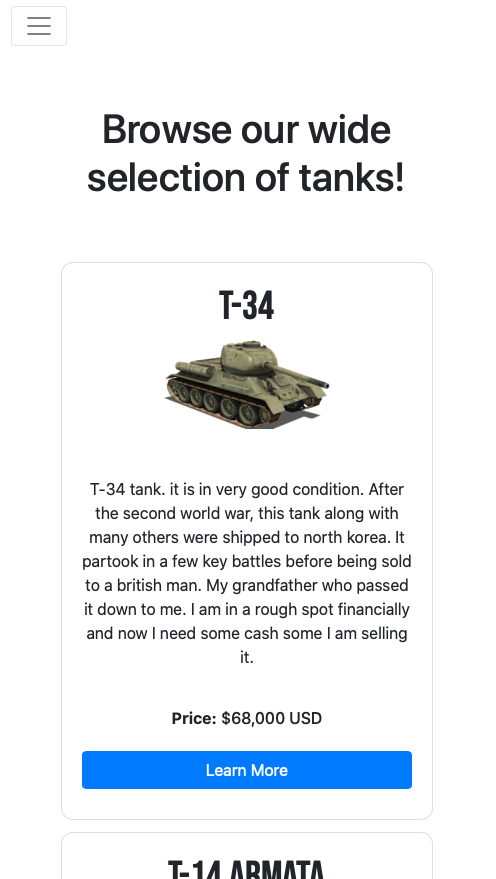 Browse our wide
selection of tanks!
T-34
T-34 tank. it is in very good condition. After
the second world war, this tank along with
many others were shipped to north korea. It
partook in a few key battles before being sold
to a british man. My grandfather who passed
it down to me. I am in a rough spot financially
and now I need some cash some I am selling
it.
Price: $68,000 USD
Learn More
T-14 ARMATA